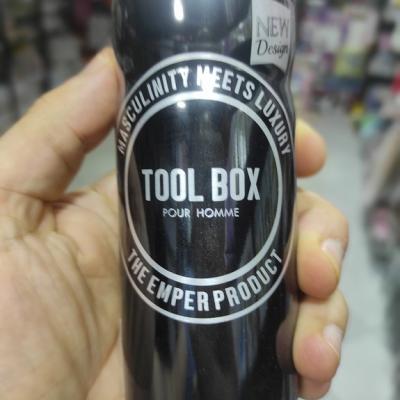 NEW
Design
MASCULINITY MEETS LUXURY
TOOL BOX
POUR HOMME
THE EMPER PRODUCT